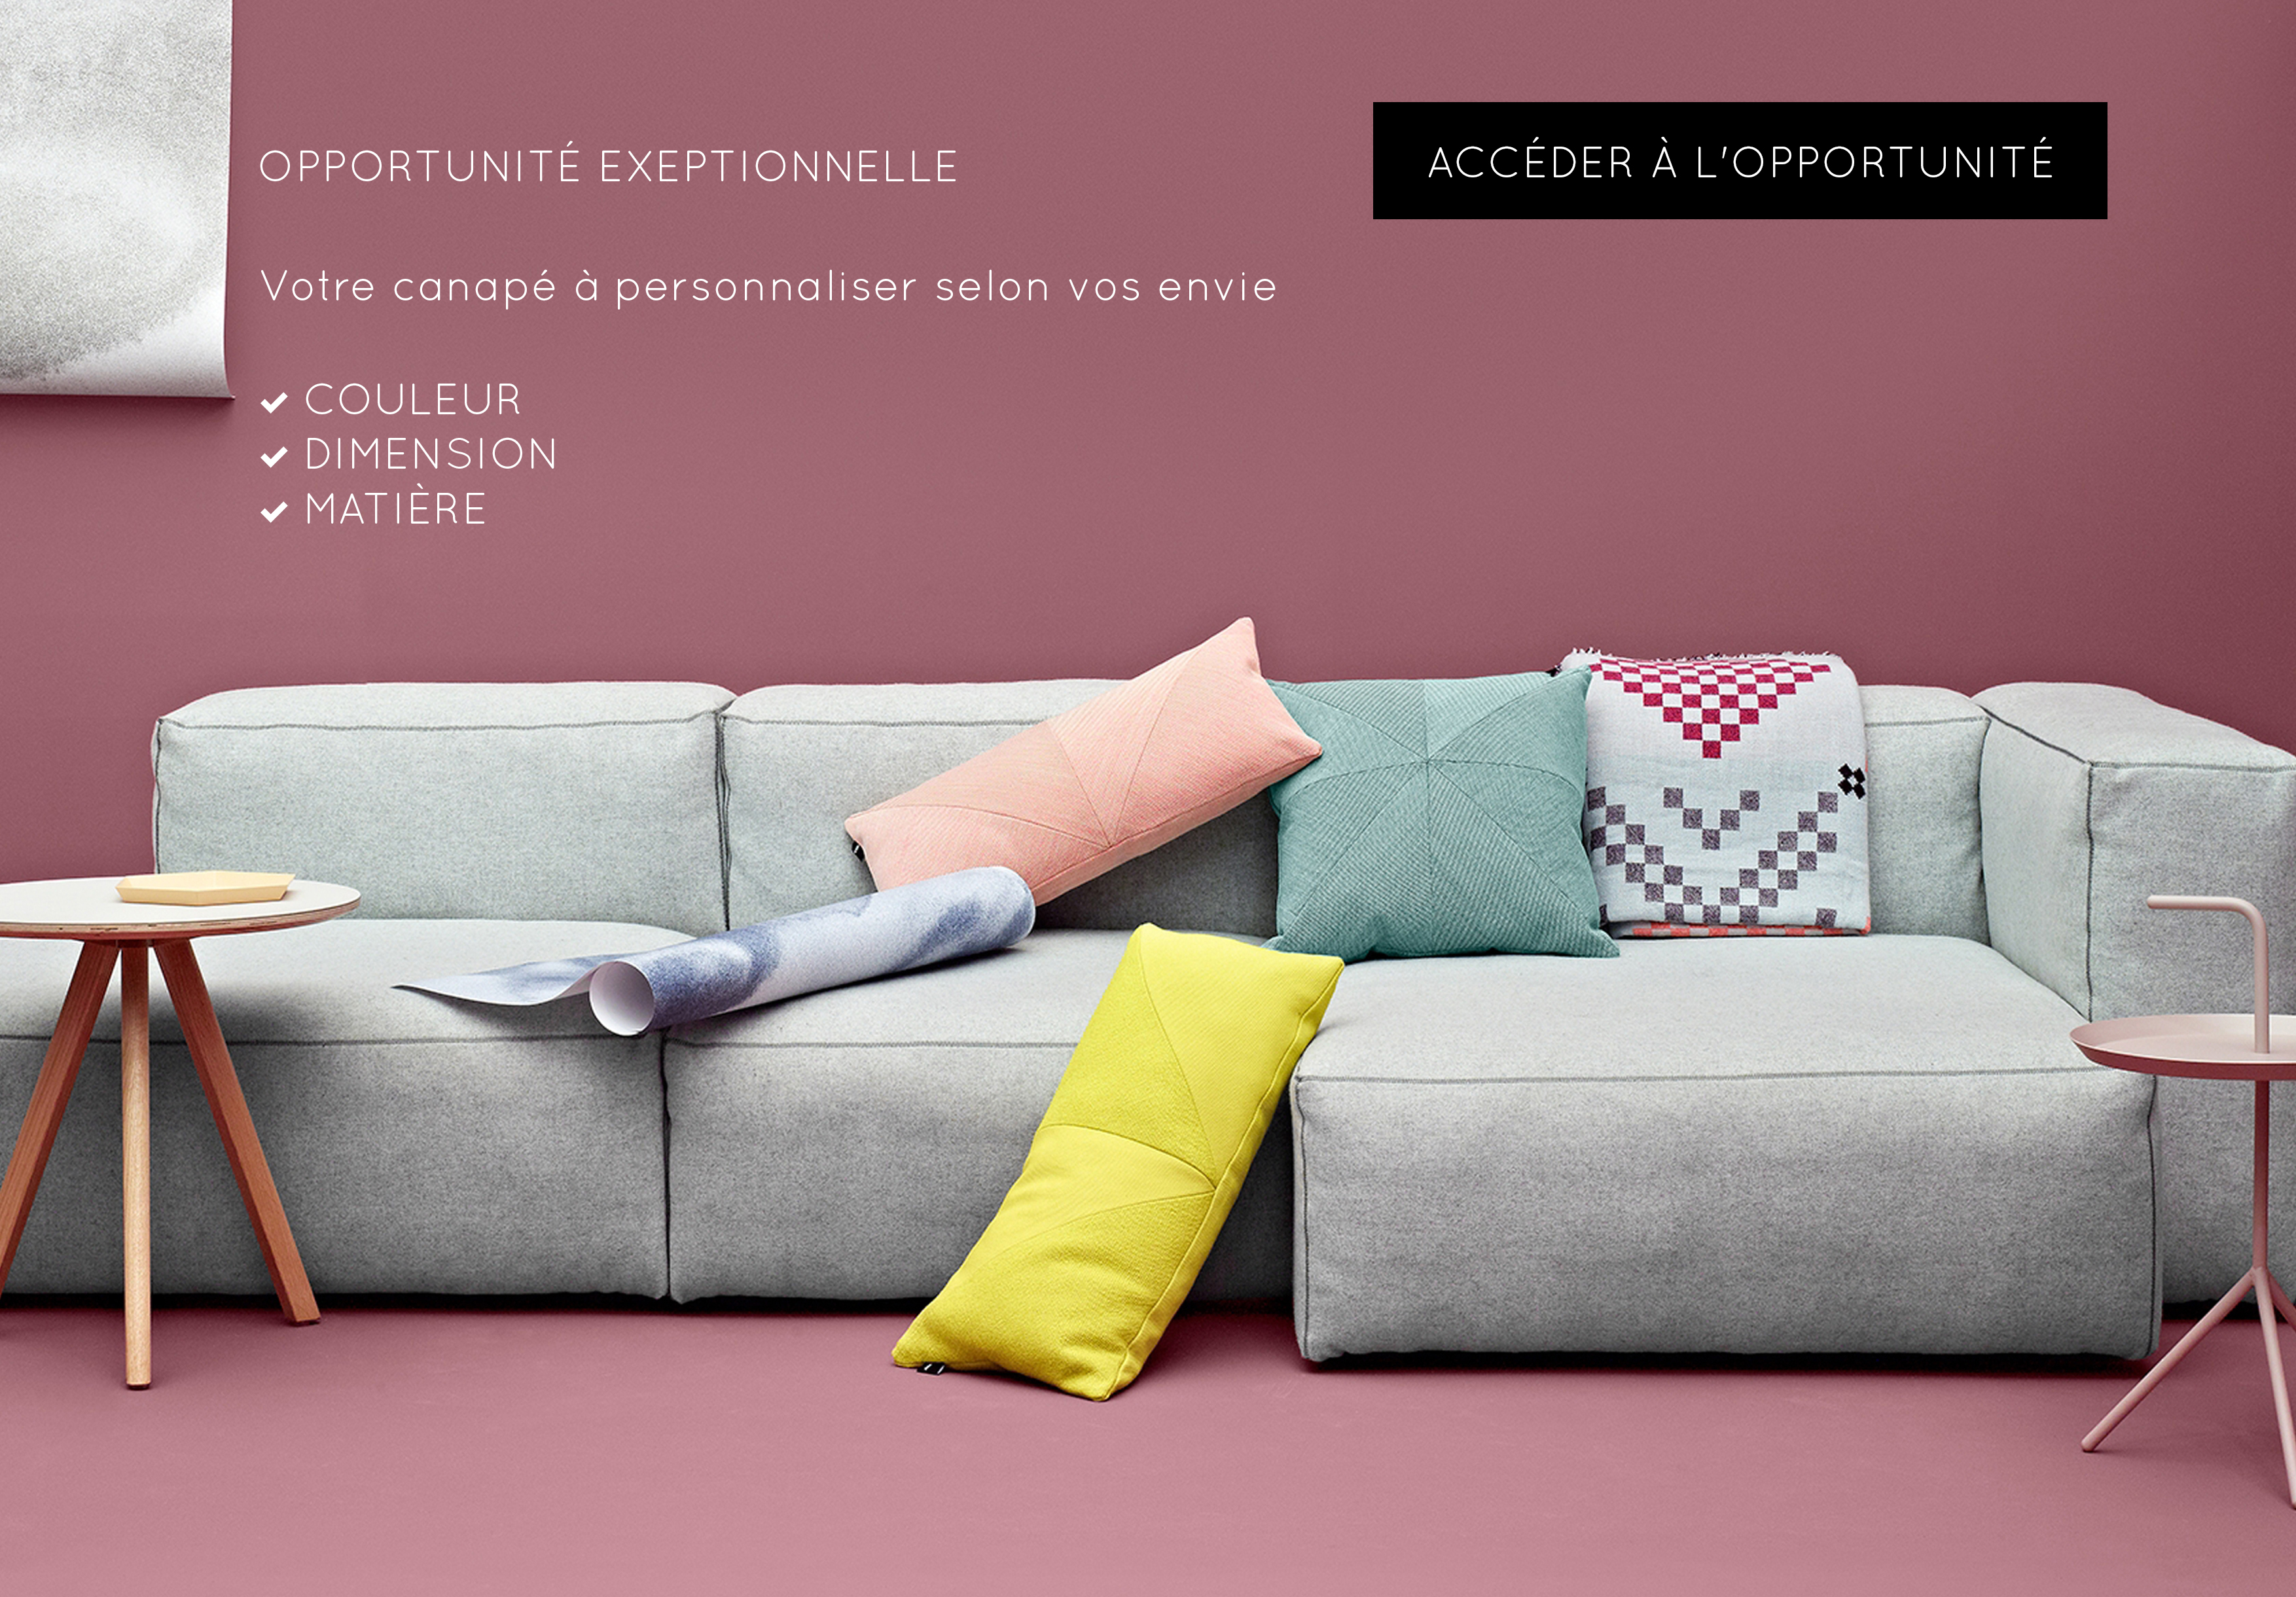 OPPORTUNITÉ EXEPTIONNELLE
ACCÉDER À L'OPPORTUNITÉ
Votre canapé à personnaliser selon vos envie
COULEUR
DIMENSION
MATIÈRE